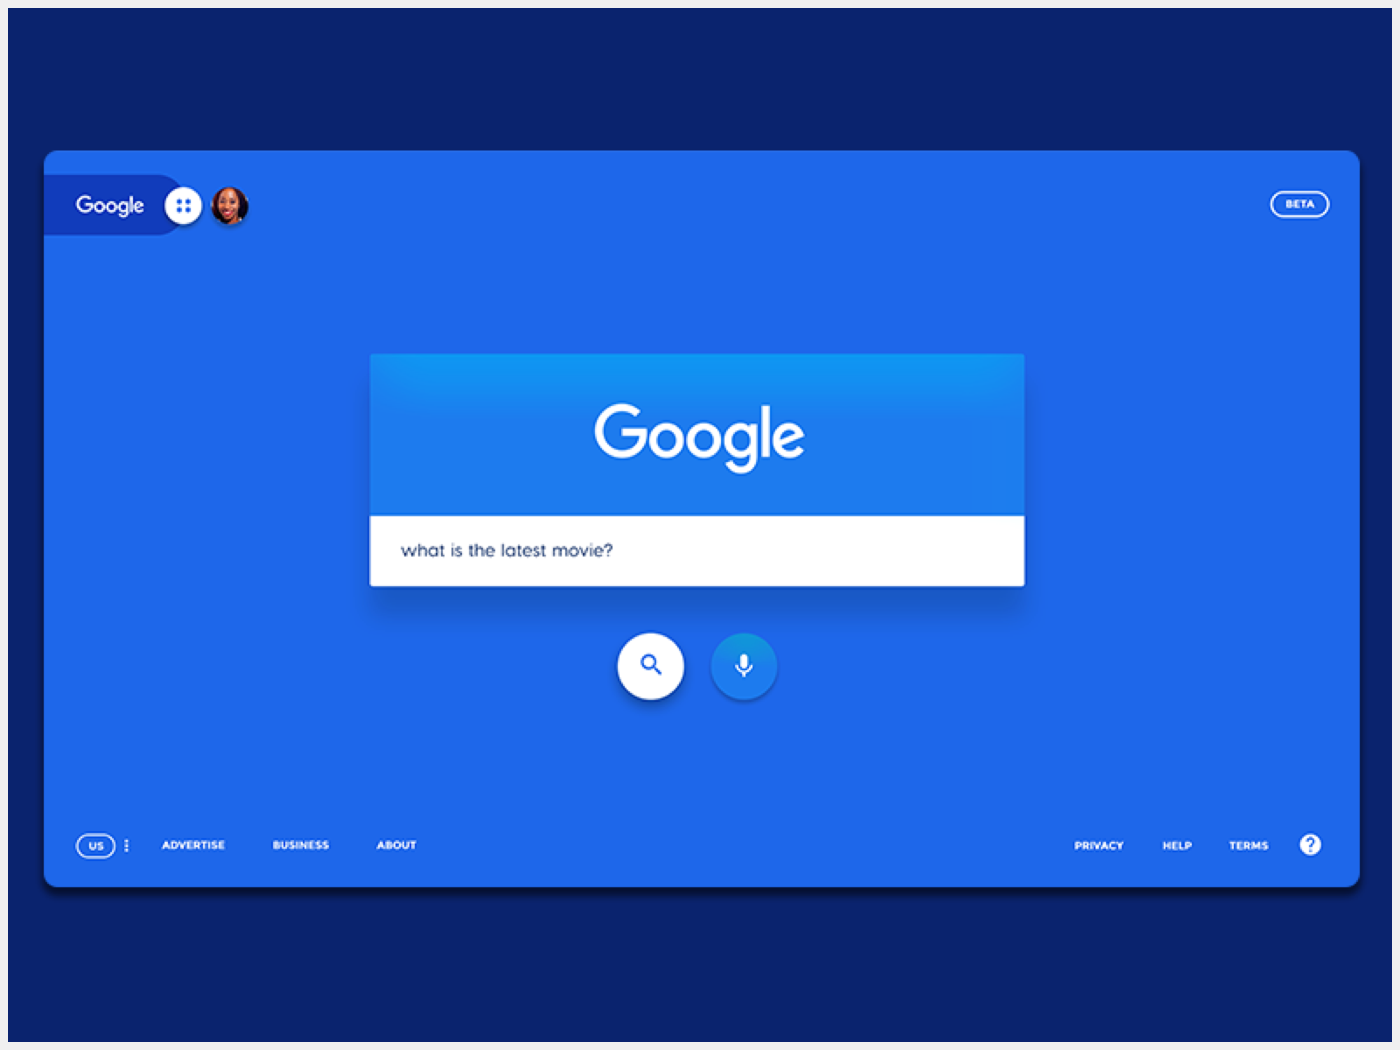 Google
BETA
Google
what is the latest movie?
US ADVERTISE BUSINESS ABOUT PRIVACY HELP TERMS ?